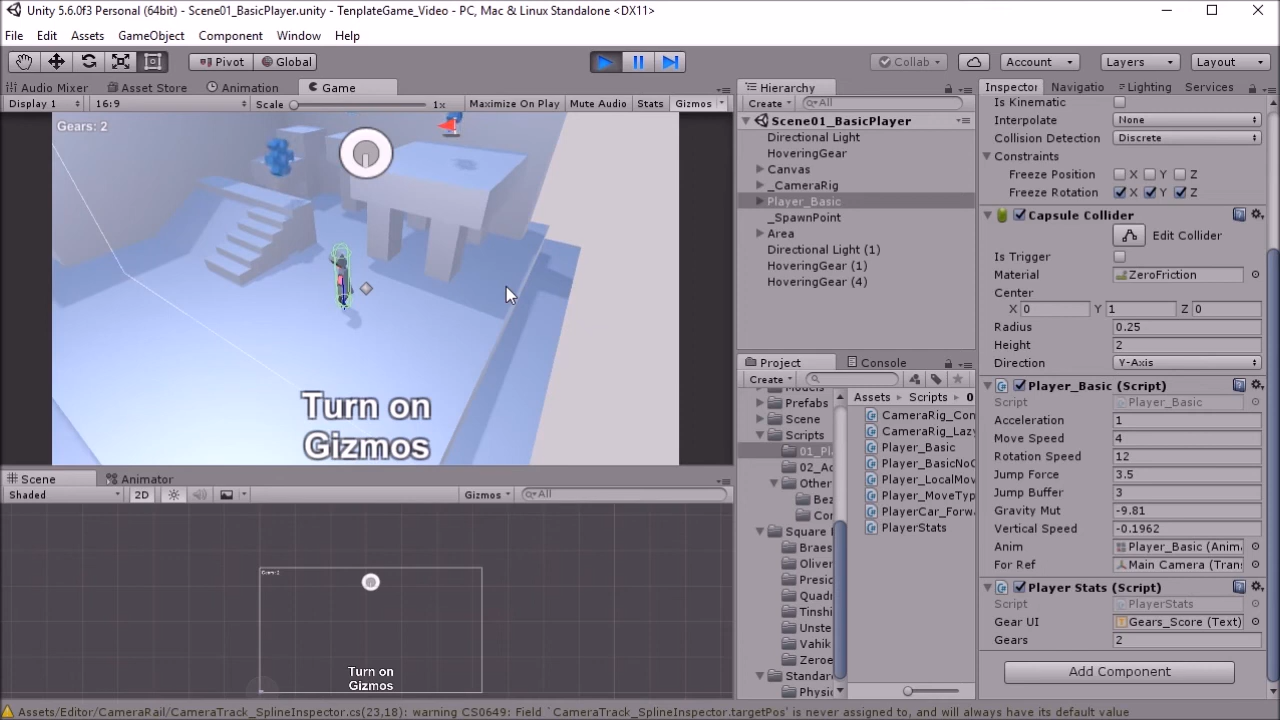 Unity 5.6.0f3 Personal (64bit) - Scene01_BasicPlayer.unity - TenplateGame_Video - PC, Mac & Linux Standalone <DX11>
File Edit Assets GameObject Component Window Help
Pivot Global Collab Account Layers Layout
Audio Mixer Asset Store Animation Game
Display 1 16:9 Scale 1x Maximize On Play Mute Audio Stats Gizmos
Gears: 2
Turn on
Gizmos
Scene Animator
Shaded 2D Gizmos All
Turn on
Gizmos
Hierarchy
Create All
Scene01_BasicPlayer
Directional Light
HoveringGear
Canvas
_CameraRig
Player_Basic
_SpawnPoint
Area
Directional Light (1)
HoveringGear (1)
HoveringGear (4)
Project Console
Create
Prefabs
Scene
Scripts
01_Pl
02_Ac
Other
Bez
Cor
Square
Braes
Oliver
Presid
Quadr
Tinshi
Unste
Vahik
Zeroe
Standar
Physic
Assets Scripts 0
CameraRig_Con
CameraRig_Lazy
Player_Basic
Player_BasicNoC
Player_LocalMov
Player_MoveTyp
PlayerCar_Forw
PlayerStats
Inspector Navigatio Lighting Services
Is Kinematic
Interpolate None
Collision Detection Discrete
Constraints
Freeze Position X Y Z
Freeze Rotation X Y Z
Capsule Collider
Edit Collider
Is Trigger
Material ZeroFriction
Center
X 0 Y 1 Z 0
Radius 0.25
Height 2
Direction Y-Axis
Player_Basic (Script)
Script Player_Basic
Acceleration 1
Move Speed 4
Rotation Speed 12
Jump Force 3.5
Jump Buffer 3
Gravity Mut -9.81
Vertical Speed -0.1962
Anim Player_Basic (Anim.
For Ref Main Camera (Tran:
Player Stats (Script)
Script PlayerStats
Gear UI Gears_Score (Text)
Gears 2
Add Component
Assets/Editor/CameraRail/CameraTrack_SplineInspector.cs(23,18): warning CS0649: Field `CameraTrack_SplineInspector.targetPos' is never assigned to, and will always have its default value